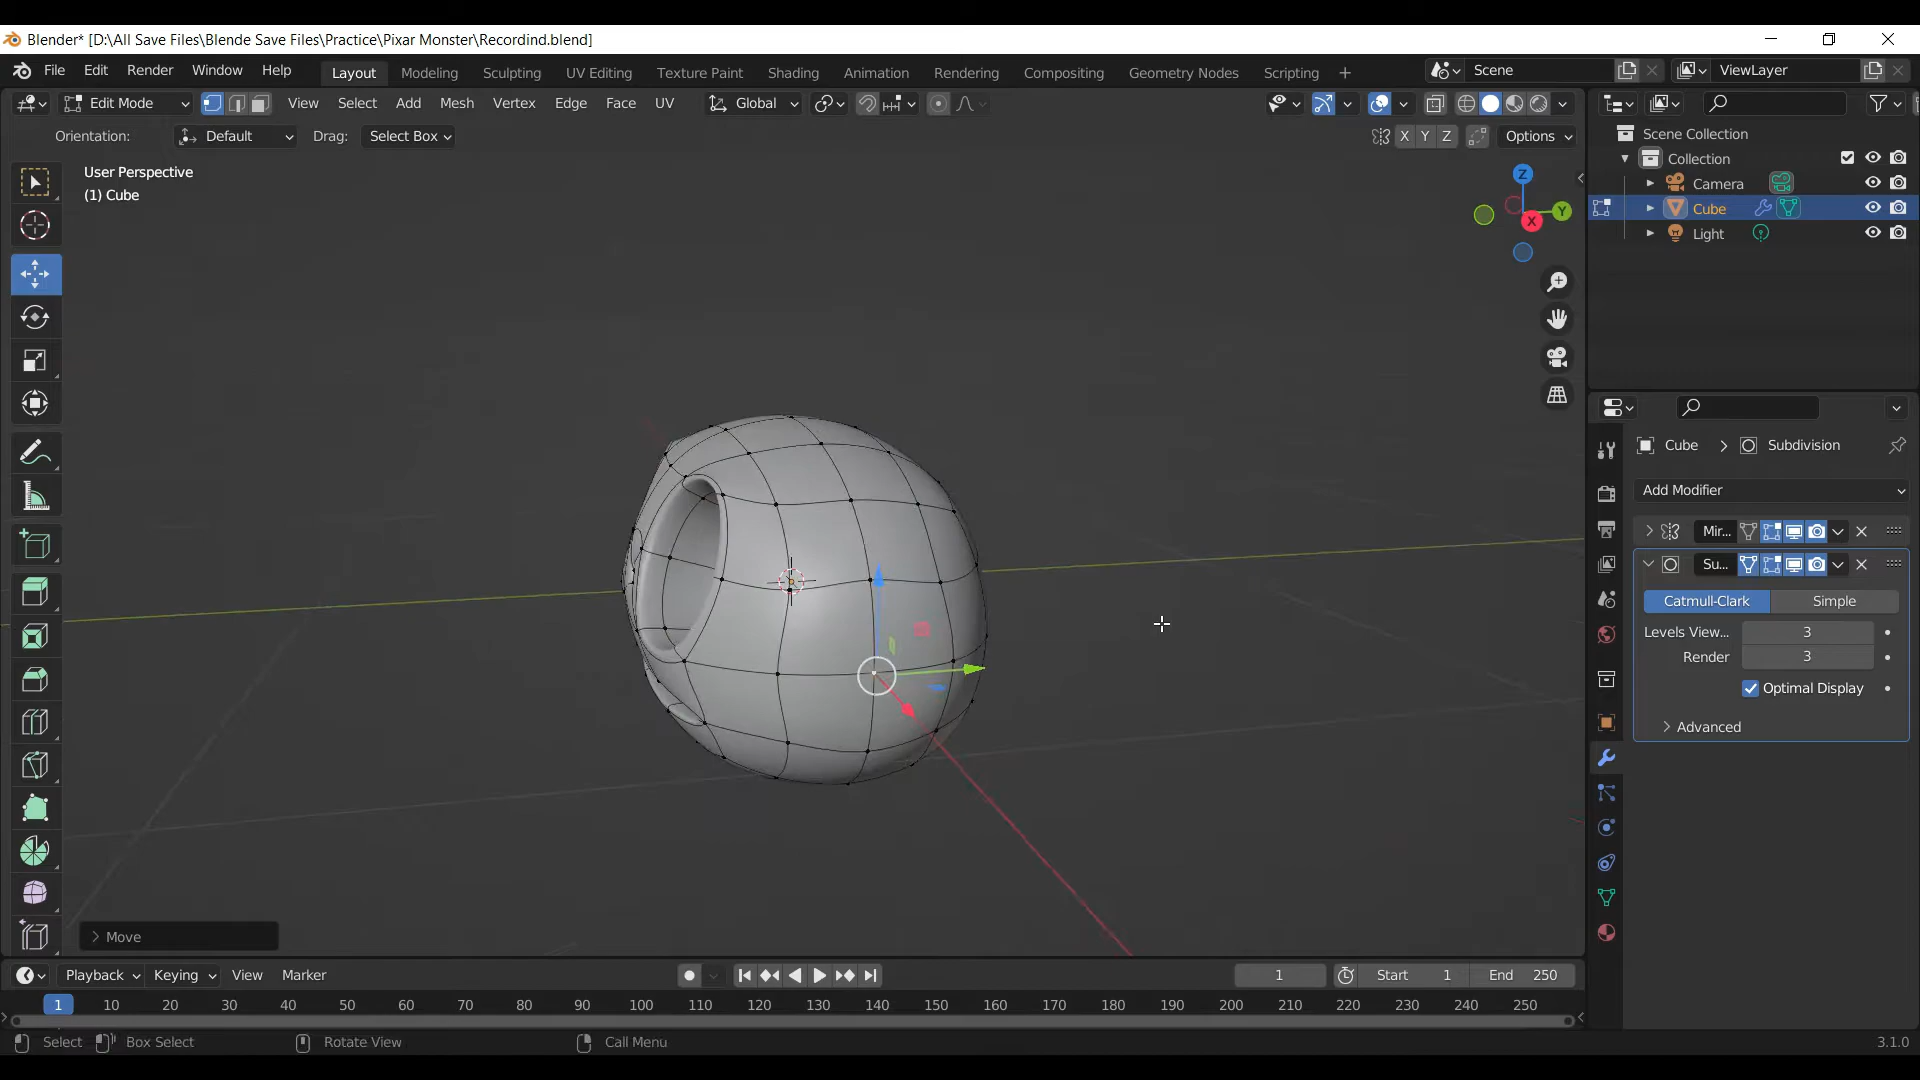 Blender* [D:\All Save Files\Blende Save Files\Practice\Pixar Monster\Recordind.blend]
File Edit Render Window Help Layout Modeling Sculpting UV Editing Texture Paint Shading Animation Rendering Compositing Geometry Nodes Scripting + Scene ViewLayer
Edit Mode View Select Add Mesh Vertex Edge Face UV Global
Orientation: Default Drag: Select Box X Y Z Options
User Perspective
(1) Cube
Z
Y
X
Scene Collection
Collection
Camera
Cube
Light
Cube > Subdivision
Add Modifier
Mir...
Su...
Catmull-Clark Simple
Levels View... 3
Render 3
Optimal Display
Advanced
Move
Playback Keying View Marker 1 Start 1 End 250
1 10 20 30 40 50 60 70 80 90 100 110 120 130 140 150 160 170 180 190 200 210 220 230 240 250
Select Box Select Rotate View Call Menu 3.1.0